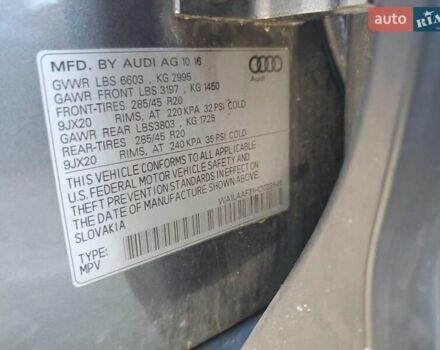 auto RIA
MFD. BY AUDI AG 10 16
GVWR LBS 6603 , KG 2995
GAWR FRONT LBS 3197 , KG 1450
FRONT-TIRES 285/45 R20
9JX20 RIMS, AT 220 KPA 32 PSI COLD
GAWR REAR LBS3803 , KG 1725
REAR-TIRES 285/45 R20
9JX20 RIMS, AT 240 KPA 35 PSI COLD
THIS VEHICLE CONFORMS TO ALL APPLICABLE
U.S. FEDERAL MOTOR VEHICLE SAFETY AND
THEFT PREVENTION STANDARDS IN EFFECT ON
THE DATE OF MANUFACTURE SHOWN ABOVE
SLOVAKIA
TYPE:
MPV
Audi